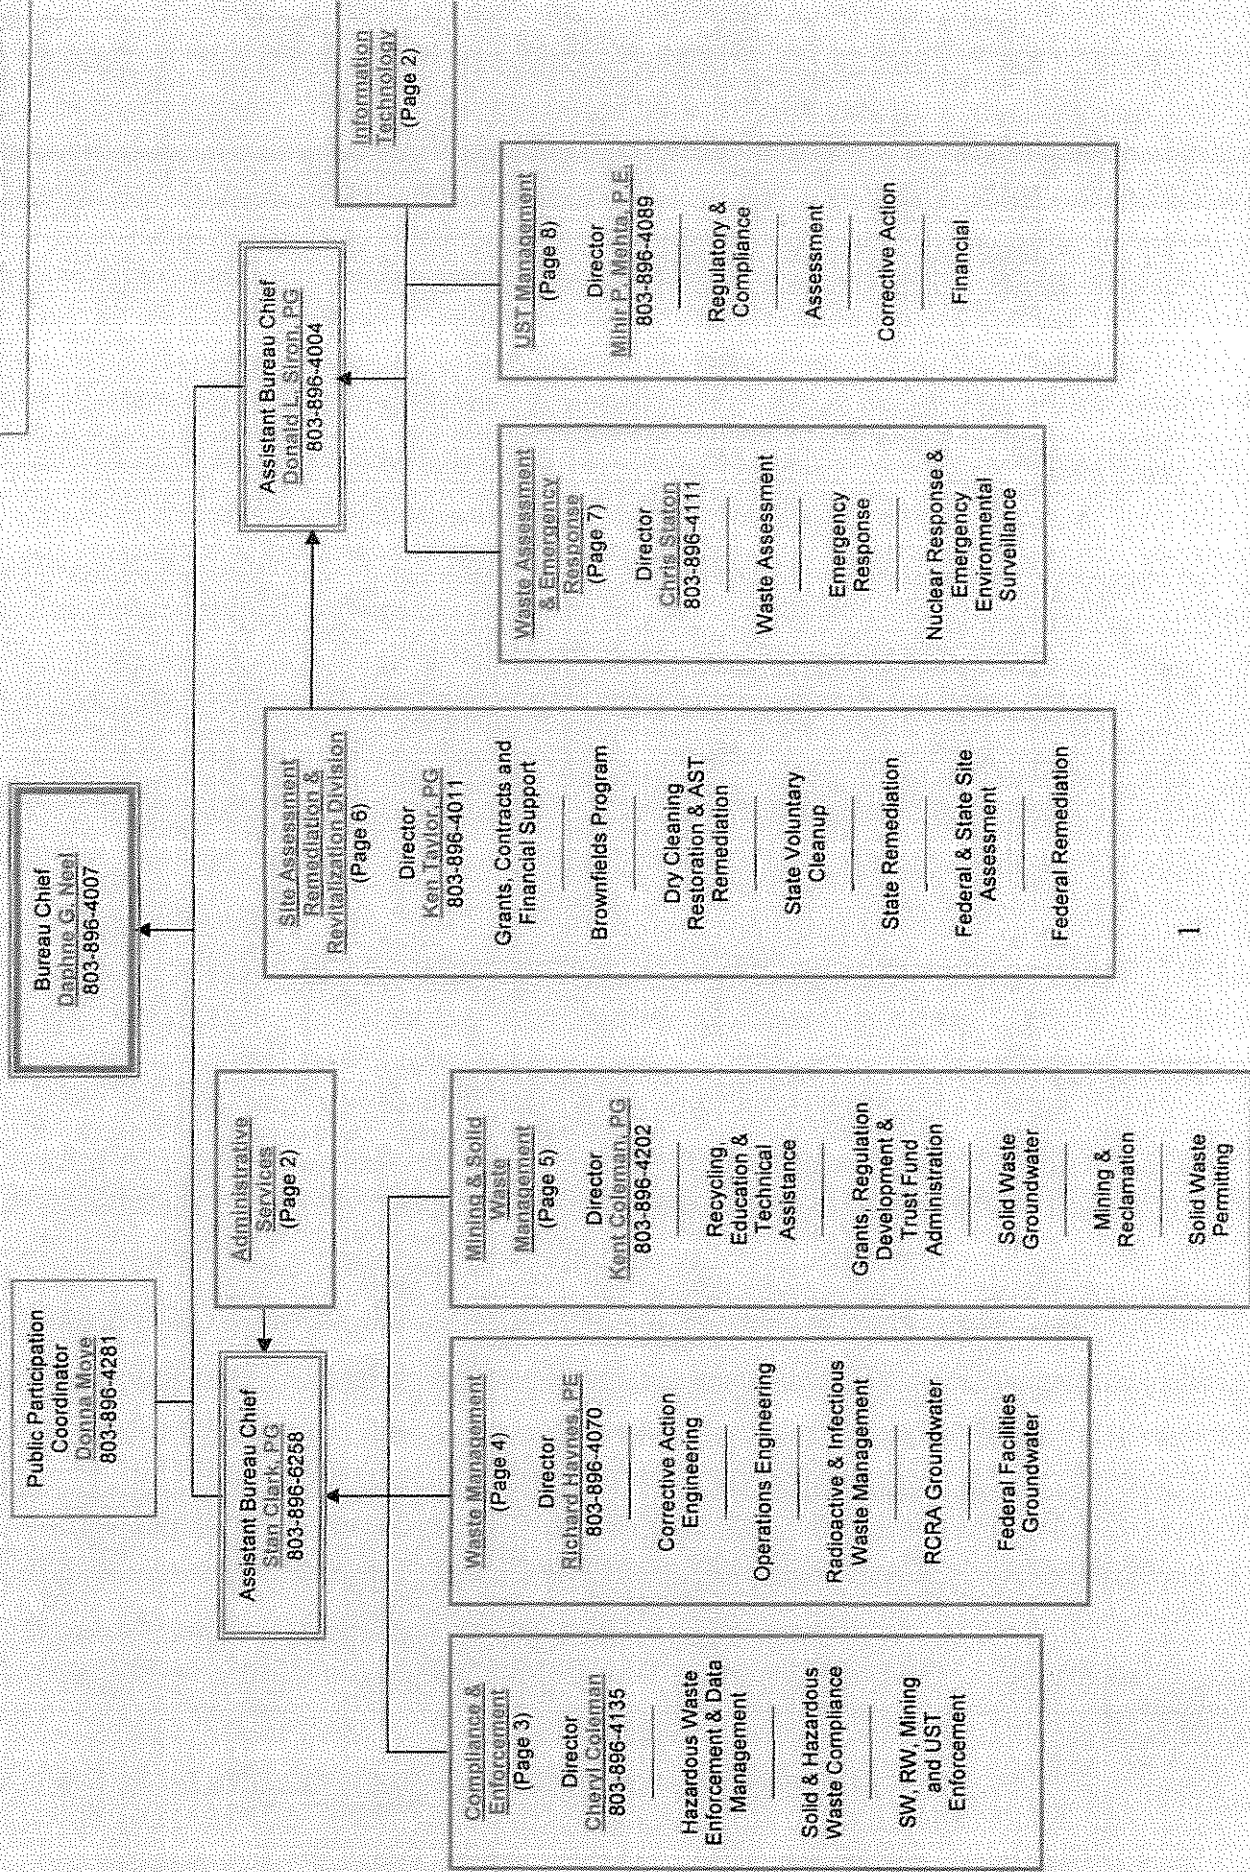 Public Participation
Coordinator
Donna Moye
803-896-4281
Bureau Chief
Daphne G. Neel
803-896-4007
Assistant Bureau Chief
Stan Clark, PG
803-896-6258
Administrative
Services
(Page 2)
Assistant Bureau Chief
Donald L. Siron, PG
803-896-4004
Information
Technology
(Page 2)
Compliance &
Enforcement
(Page 3)
Director
Cheryl Coleman
803-896-4135
Hazardous Waste
Enforcement & Data
Management
Solid & Hazardous
Waste Compliance
SW, RW, Mining
and UST
Enforcement
Waste Management
(Page 4)
Director
Richard Haynes, PE
803-896-4070
Corrective Action
Engineering
Operations Engineering
Radioactive & Infectious
Waste Management
RCRA Groundwater
Federal Facilities
Groundwater
Mining & Solid
Waste
Management
(Page 5)
Director
Kent Coleman, PG
803-896-4202
Recycling,
Education &
Technical
Assistance
Grants, Regulation
Development &
Trust Fund
Administration
Solid Waste
Groundwater
Mining &
Reclamation
Solid Waste
Permitting
Site Assessment
Remediation &
Revitalization Division
(Page 6)
Director
Ken Taylor, PG
803-896-4011
Grants, Contracts and
Financial Support
Brownfields Program
Dry Cleaning
Restoration & AST
Remediation
State Voluntary
Cleanup
State Remediation
Federal & State Site
Assessment
Federal Remediation
Waste Assessment
& Emergency
Response
(Page 7)
Director
Chris Staton
803-896-4111
Waste Assessment
Emergency
Response
Nuclear Response &
Emergency
Environmental
Surveillance
UST Management
(Page 8)
Director
Mihir P. Mehta, P.E.
803-896-4089
Regulatory &
Compliance
Assessment
Corrective Action
Financial
1